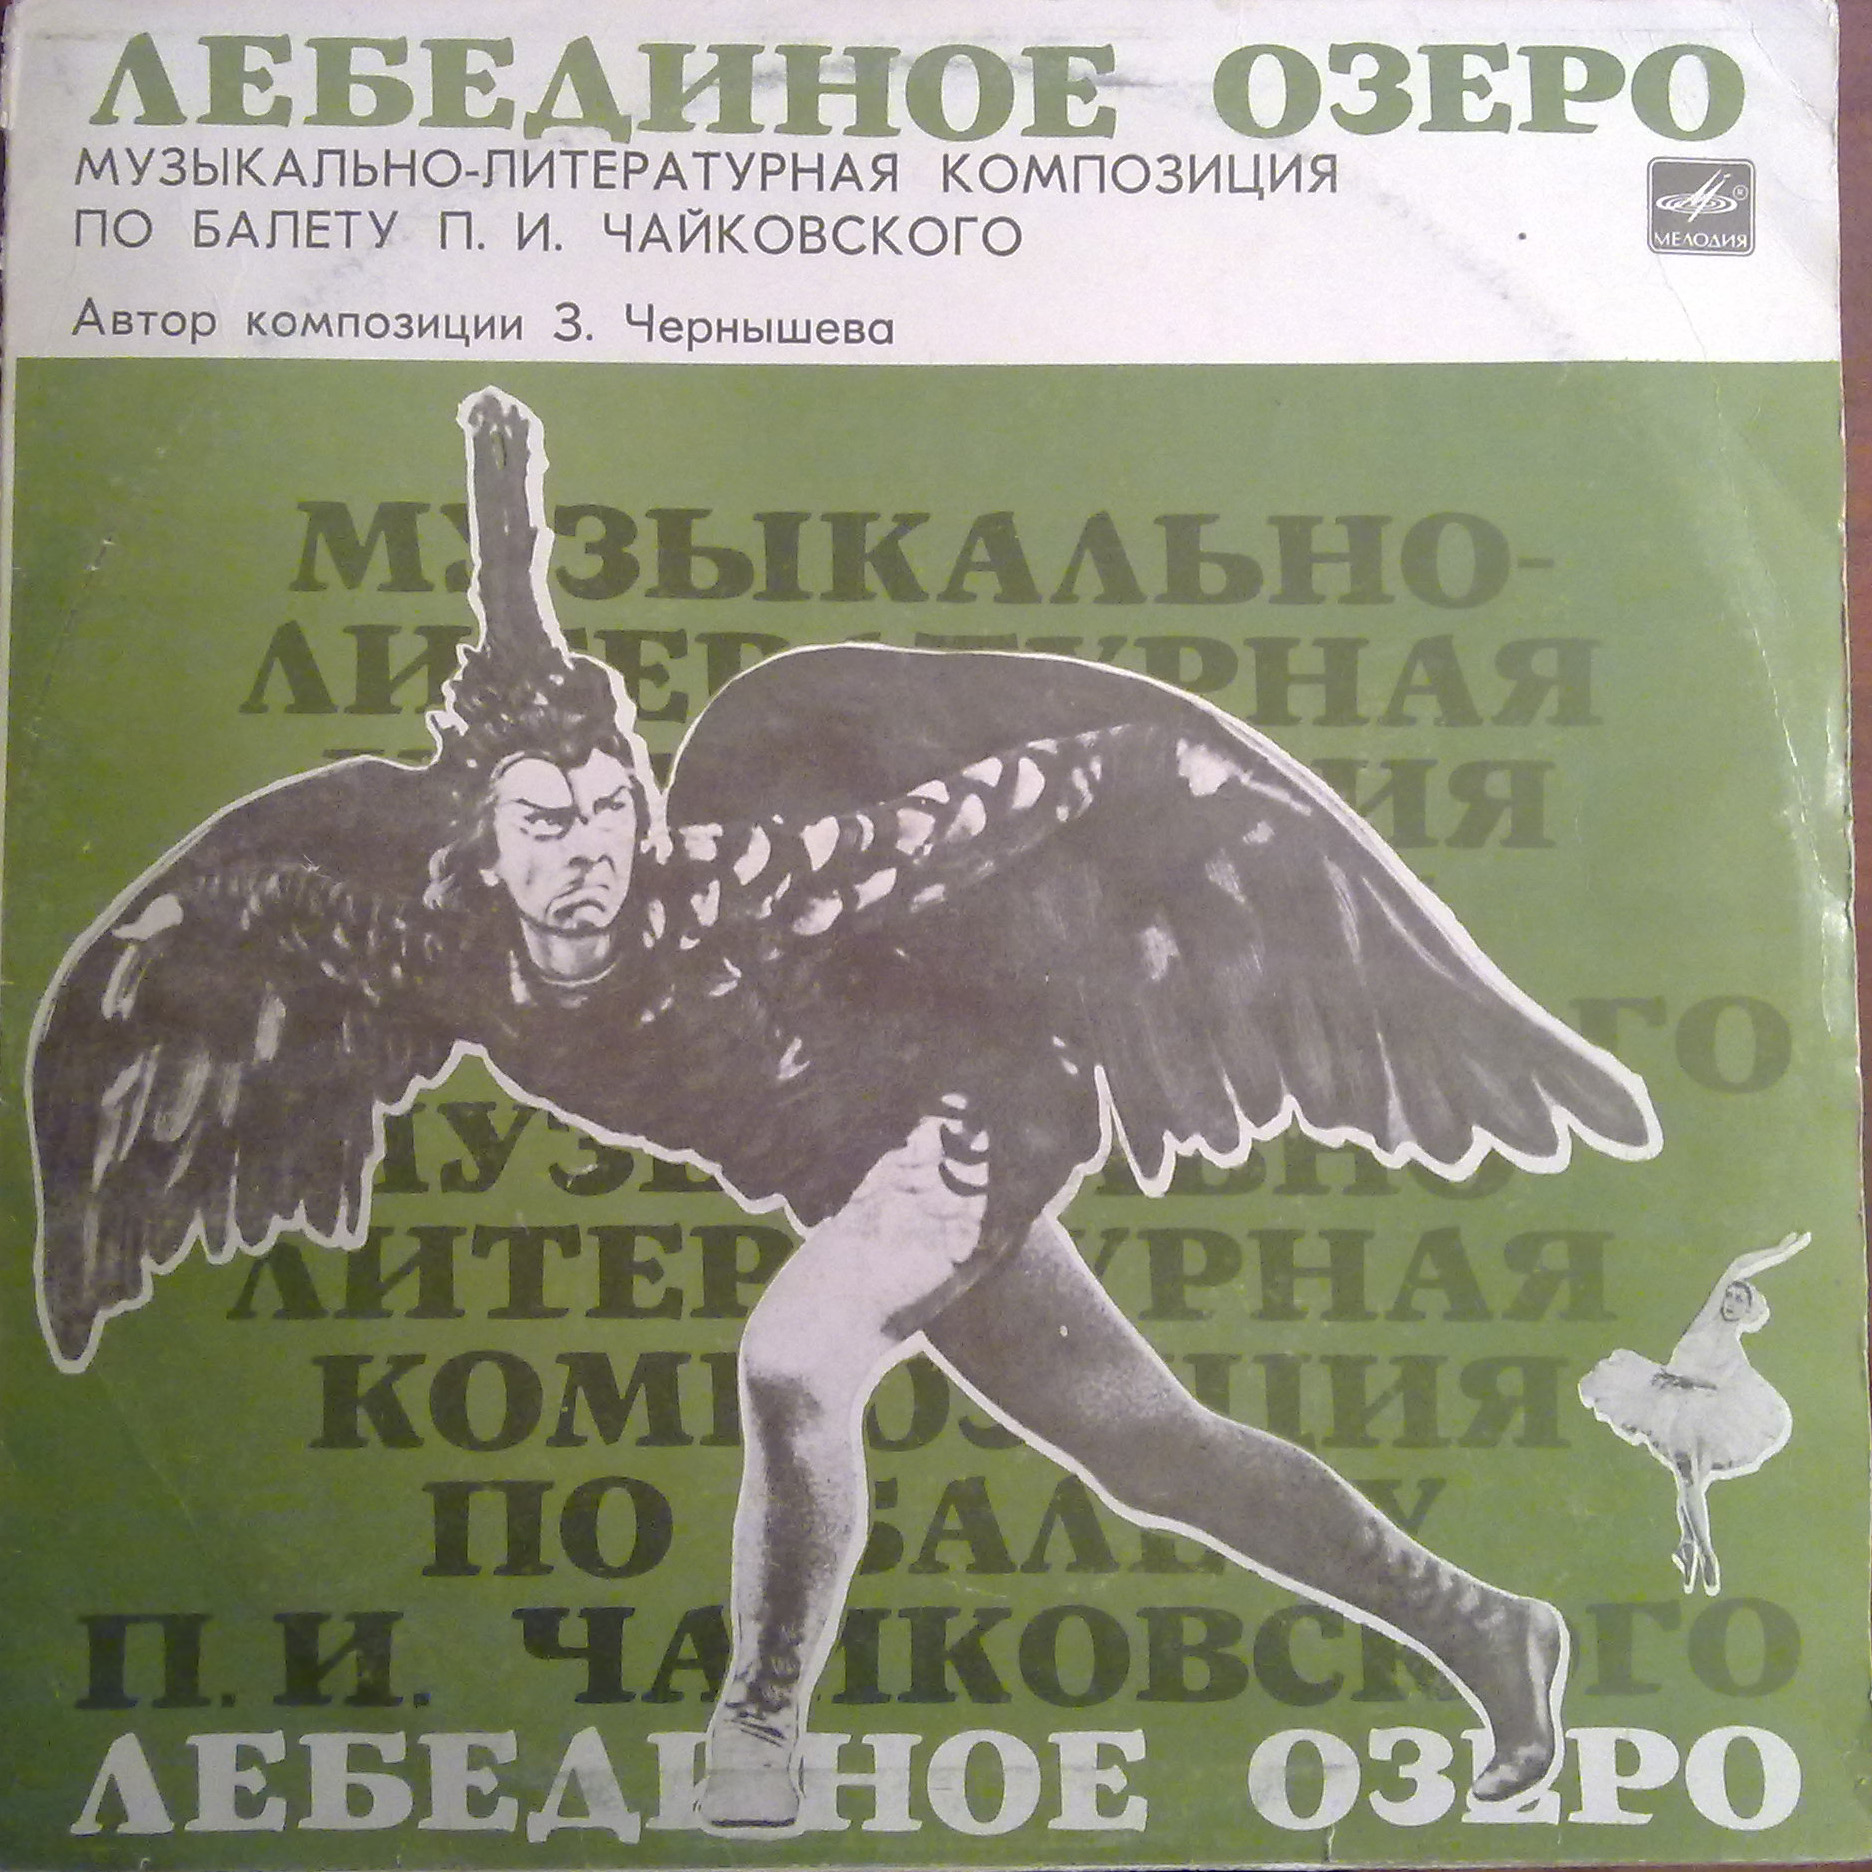 ЛЕБЕДИНОЕ ОЗЕРО
МУЗЫКАЛЬНО-ЛИТЕРАТУРНАЯ КОМПОЗИЦИЯ
ПО БАЛЕТУ П. И. ЧАЙКОВСКОГО
МЕЛОДИЯ
Автор композиции З. Чернышева
МУЗЫКАЛЬНО-
ЛИТЕРАТУРНАЯ
МУЗЫКАЛЬНО
ЛИТЕРАТУРНАЯ
КОМПОЗИЦИЯ
ПО БАЛЕТУ
П. И. ЧАЙКОВСКОГО
ЛЕБЕДИНОЕ ОЗЕРО